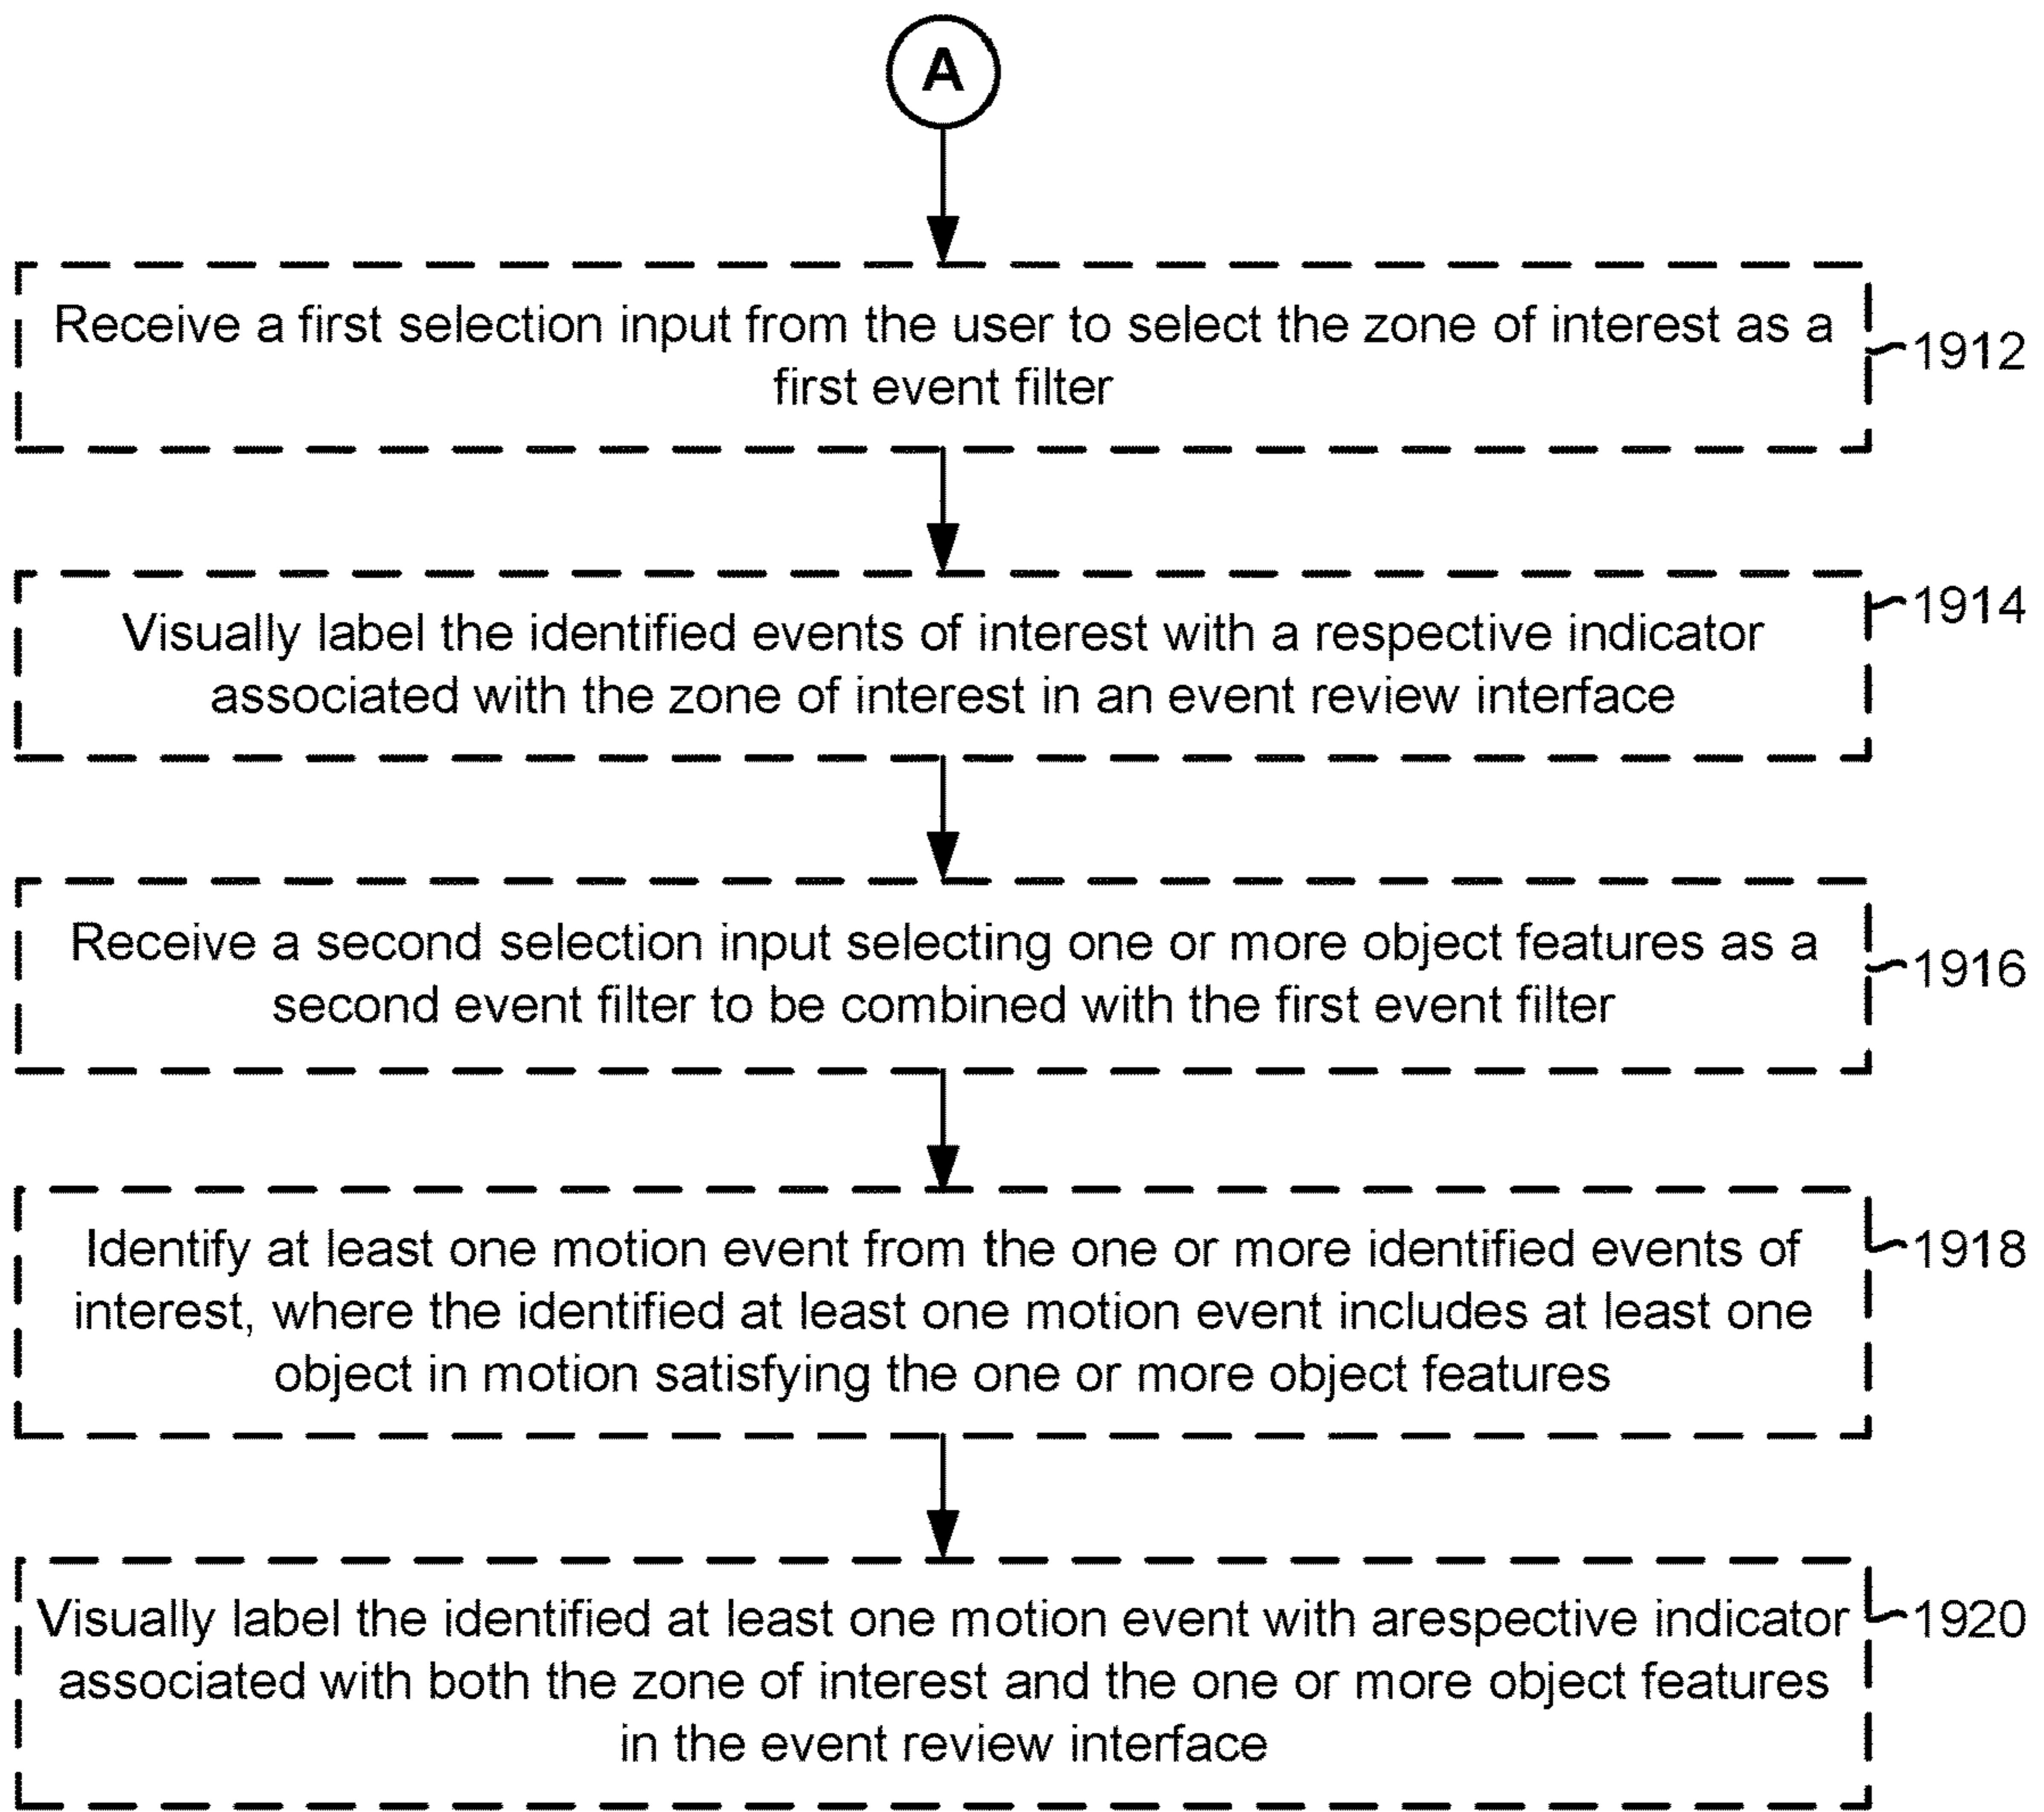 A
Receive a first selection input from the user to select the zone of interest as a
first event filter
1912
Visually label the identified events of interest with a respective indicator
associated with the zone of interest in an event review interface
1914
Receive a second selection input selecting one or more object features as a
second event filter to be combined with the first event filter
1916
Identify at least one motion event from the one or more identified events of
interest, where the identified at least one motion event includes at least one
object in motion satisfying the one or more object features
1918
Visually label the identified at least one motion event with arespective indicator
associated with both the zone of interest and the one or more object features
in the event review interface
1920